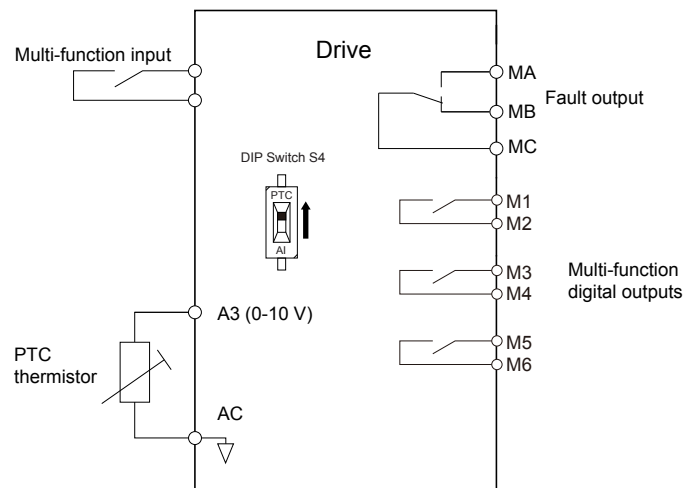 Multi-function input
Drive
MA
MB
Fault output
MC
DIP Switch S4
PTC
AI
M1
M2
M3
M4
Multi-function
digital outputs
M5
M6
A3 (0-10 V)
PTC
thermistor
AC